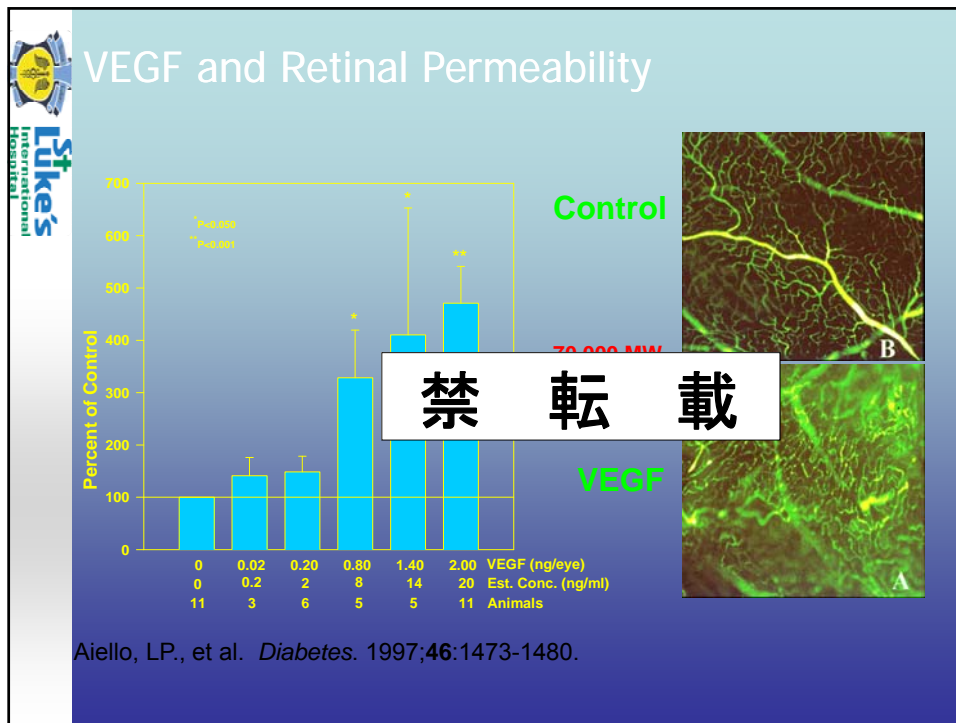 VEGF and Retinal Permeability
St
Luke's
International
Hospital
700
600
500
400
300
200
100
0
Percent of Control
* P<0.050
** P<0.001
*
*
**
0 0.02 0.20 0.80 1.40 2.00 VEGF (ng/eye)
0 0.2 2 8 14 20 Est. Conc. (ng/ml)
11 3 6 5 5 11 Animals
Control
B
70,000 MW
禁 転 載
VEGF
A
Aiello, LP., et al. Diabetes. 1997;46:1473-1480.